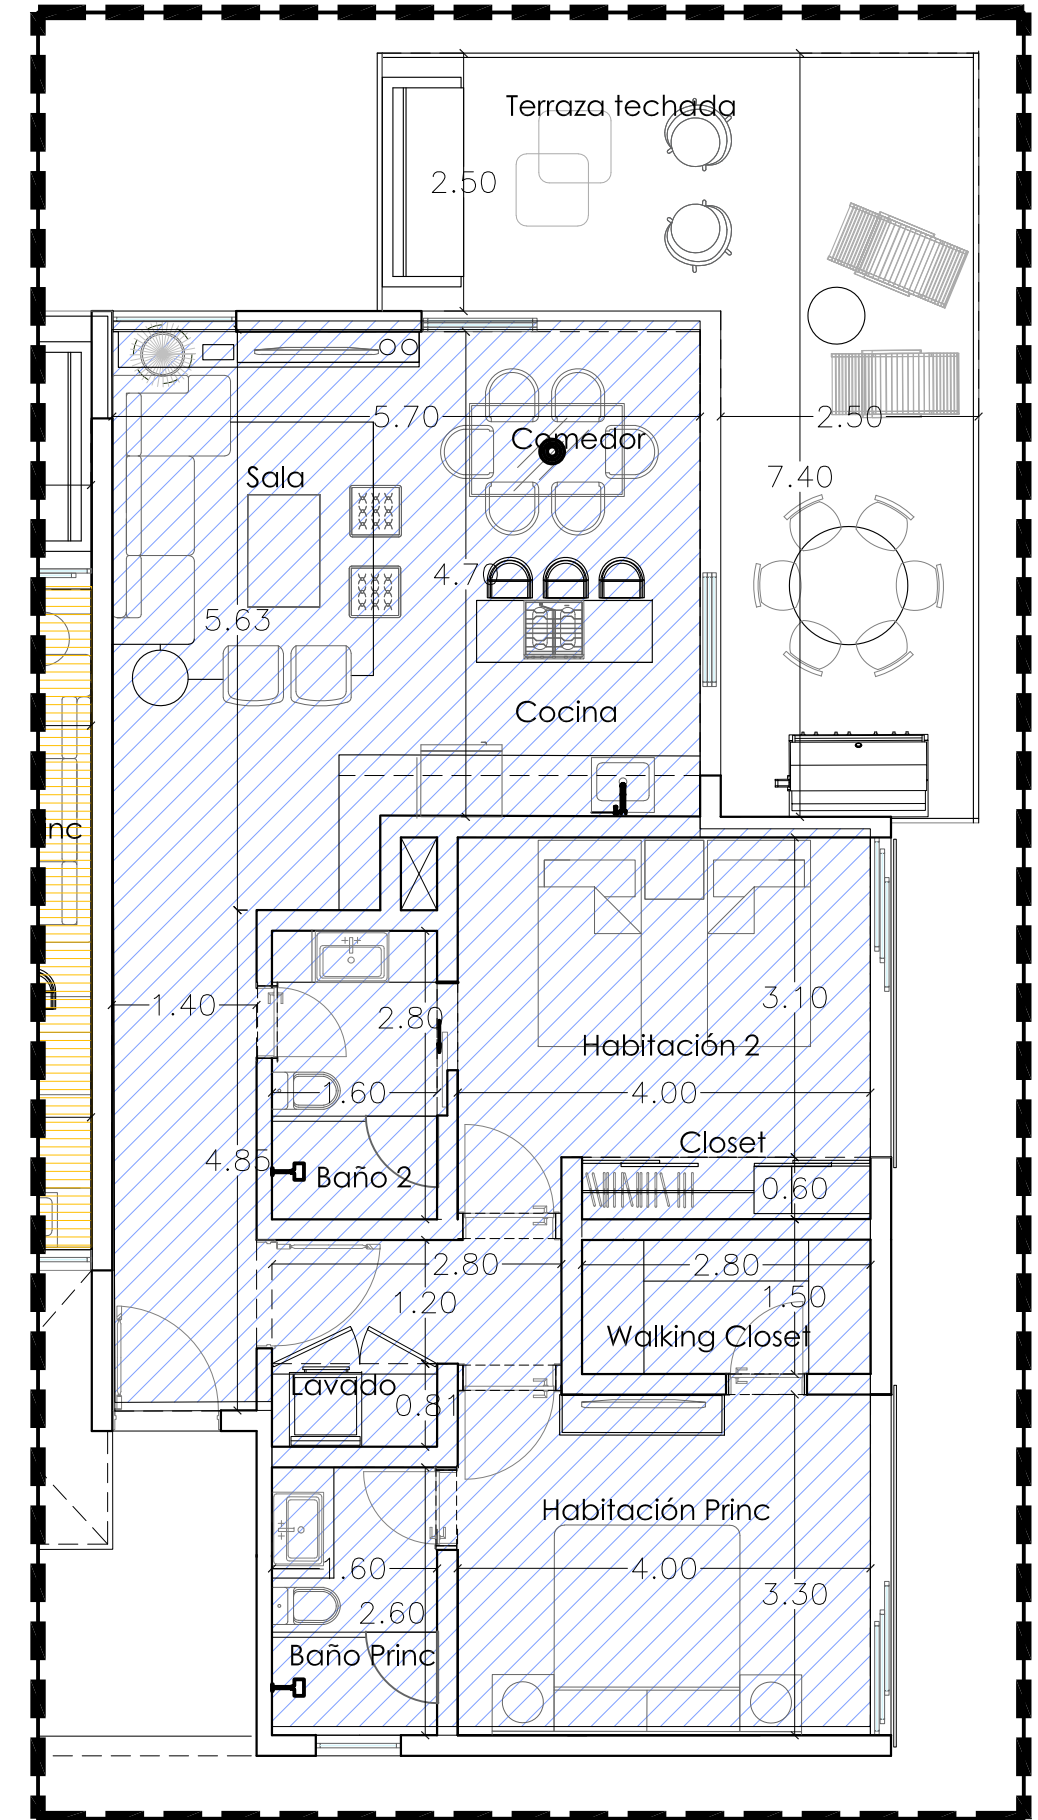 Terraza techada
2.50
5.70
2.50
Comedor
Sala
7.40
4.70
5.63
Cocina
nc
3.10
1.40
2.80
Habitación 2
1.60
4.00
Closet
4.85
Baño 2
0.60
2.80
2.80
1.20
1.50
Walking Closet
Lavado
0.81
Habitación Princ
1.60
4.00
3.30
2.60
Baño Princ